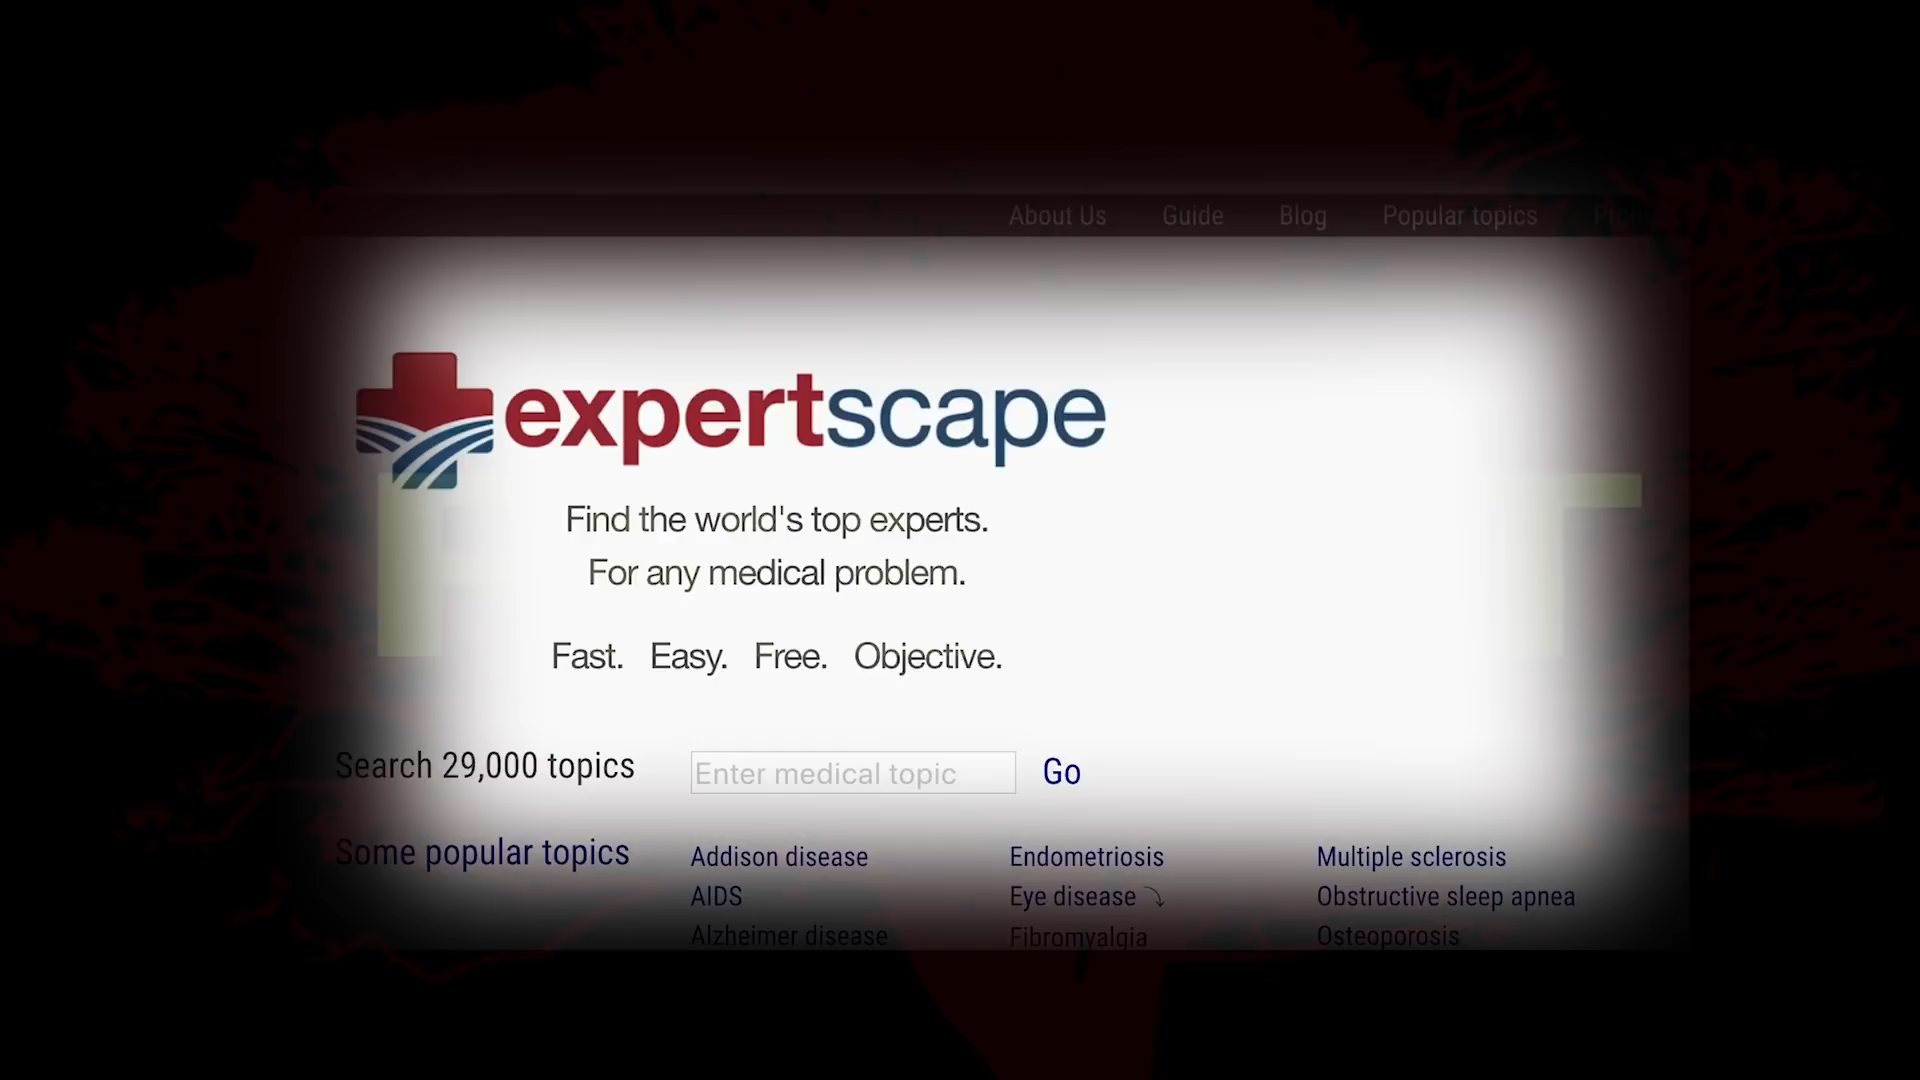 About Us Guide Blog Popular topics
expertscape
Find the world's top experts.
For any medical problem.
Fast. Easy. Free. Objective.
Search 29,000 topics Enter medical topic Go
Some popular topics Addison disease Endometriosis Multiple sclerosis
AIDS Eye disease Obstructive sleep apnea
Alzheimer disease Fibromyalgia Osteoporosis